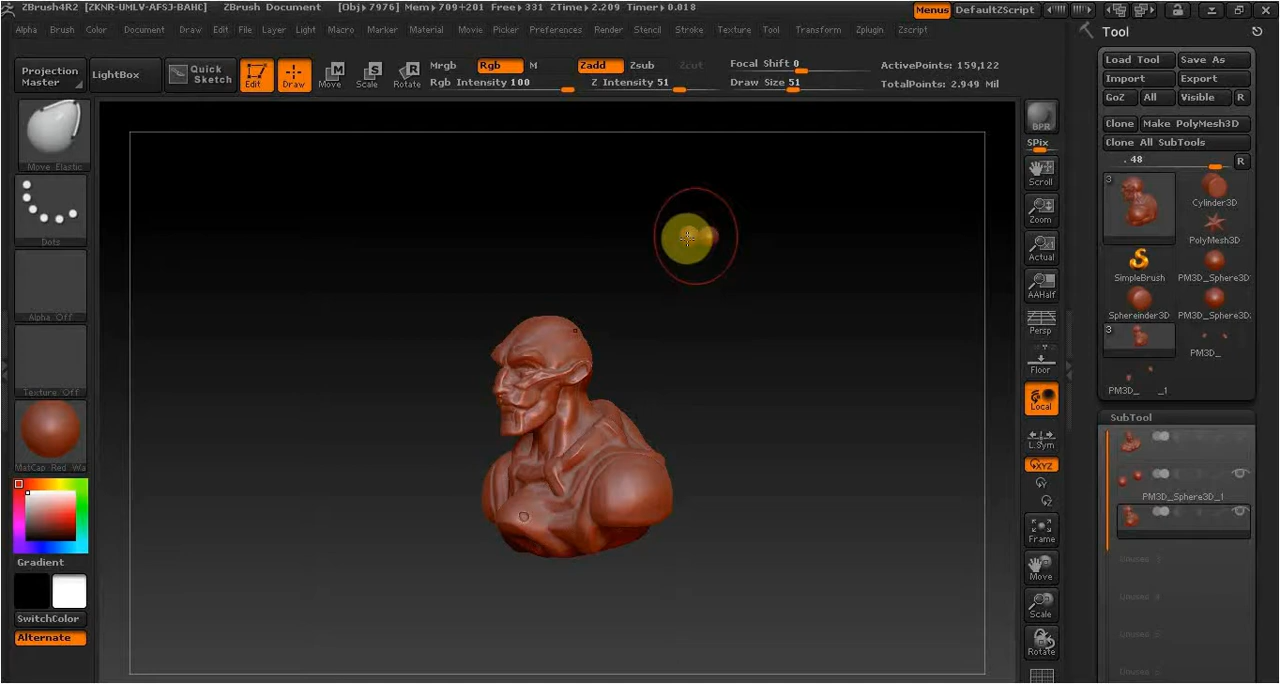 ZBrush4R2 [ZKNR-UMLV-AFSJ-BAHC] ZBrush Document [Obj▸7976] Mem▸709+201 Free▸331 ZTime▸2.209 Timer▸0.018 Menus DefaultZScript
Alpha Brush Color Document Draw Edit File Layer Light Macro Marker Material Movie Picker Preferences Render Stencil Stroke Texture Tool Transform Zplugin Zscript
Projection Master
LightBox
Quick Sketch
Edit
Draw
Move
Scale
Rotate
Mrgb Rgb M
Rgb Intensity 100
Zadd Zsub Zcut
Z Intensity 51
Focal Shift 0
Draw Size 51
ActivePoints: 159,122
TotalPoints: 2.949 Mil
Move Elastic
Dots
Alpha Off
Texture Off
MatCap Red Wa
Gradient
SwitchColor
Alternate
BPR
SPix
Scroll
Zoom
Actual
AAHalf
Persp
Floor
Local
L.Sym
XYZ
Y
Z
Frame
Move
Scale
Rotate
Tool
Load Tool Save As
Import Export
GoZ All Visible R
Clone Make PolyMesh3D
Clone All SubTools
.48 R
3
Cylinder3D
PolyMesh3D
SimpleBrush PM3D_Sphere3D
Sphereinder3D PM3D_Sphere3D.
3
PM3D_
PM3D_ _1
SubTool
PM3D_Sphere3D_1